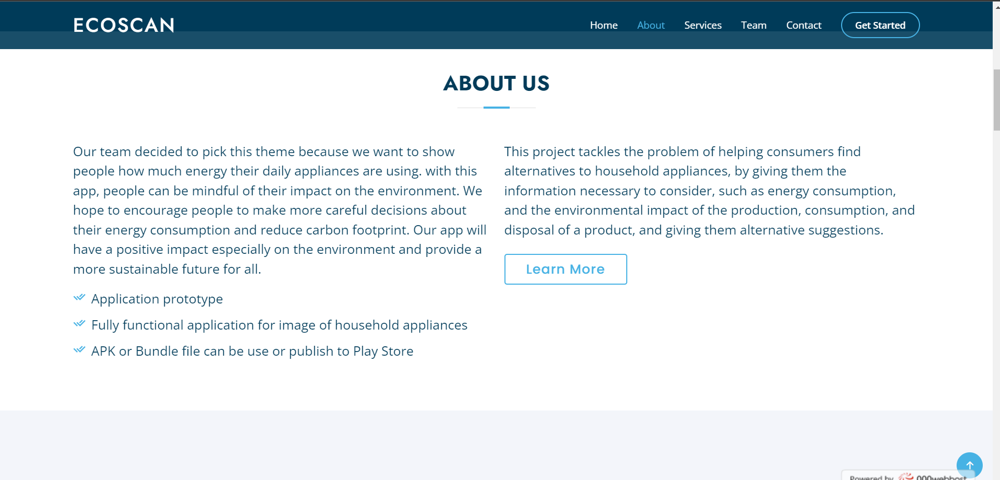 ECOSCAN
Home
About
Services
Team
Contact
Get Started
ABOUT US
Our team decided to pick this theme because we want to show
people how much energy their daily appliances are using. with this
app, people can be mindful of their impact on the environment. We
hope to encourage people to make more careful decisions about
their energy consumption and reduce carbon footprint. Our app will
have a positive impact especially on the environment and provide a
more sustainable future for all.
Application prototype
Fully functional application for image of household appliances
APK or Bundle file can be use or publish to Play Store
This project tackles the problem of helping consumers find
alternatives to household appliances, by giving them the
information necessary to consider, such as energy consumption,
and the environmental impact of the production, consumption, and
disposal of a product, and giving them alternative suggestions.
Learn More
Powered by 000webhost